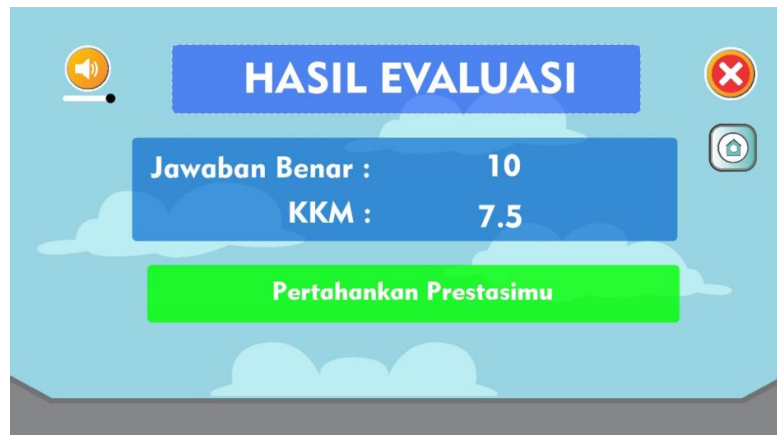 HASIL EVALUASI
Jawaban Benar : 10
KKM : 7.5
Pertahankan Prestasimu